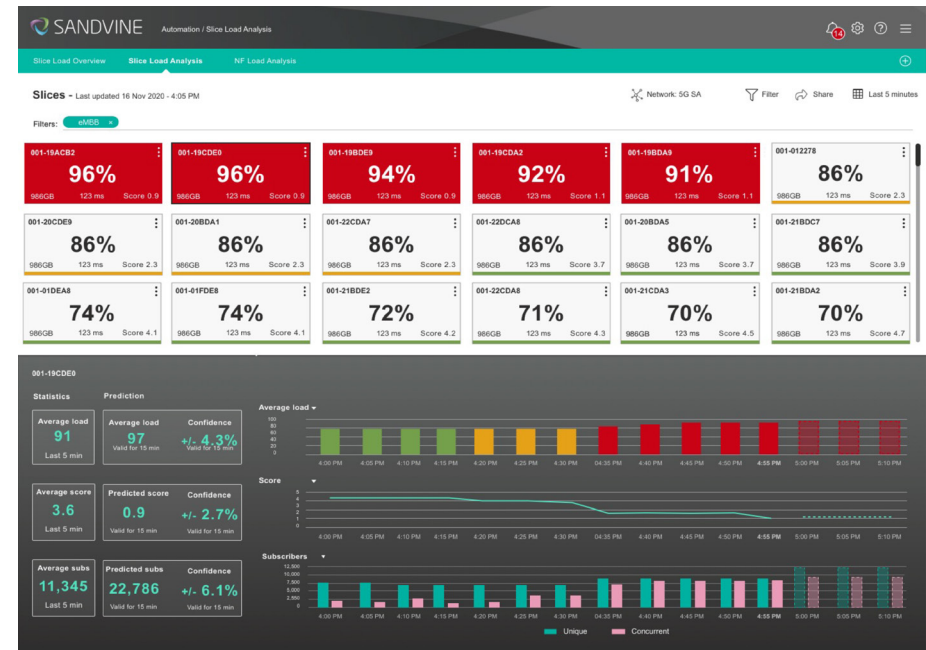 SANDVINE Automation / Slice Load Analysis 14
Slice Load Overview Slice Load Analysis NF Load Analysis
Slices - Last updated 16 Nov 2020 - 4:05 PM Network: 5G SA Filter Share Last 5 minutes
Filters: eMBB ×
001-19ACB2 001-19CDE0 001-19BDE9 001-19CDA2 001-19BDA9 001-012278
96% 96% 94% 92% 91% 86%
986GB 123 ms Score 0.9 986GB 123 ms Score 0.9 986GB 123 ms Score 0.9 986GB 123 ms Score 1.1 986GB 123 ms Score 1.1 986GB 123 ms Score 2.3
001-20CDE9 001-20BDA1 001-22CDA7 001-22DCA8 001-20BDA5 001-21BDC7
86% 86% 86% 86% 86% 86%
986GB 123 ms Score 2.3 986GB 123 ms Score 2.3 986GB 123 ms Score 2.3 986GB 123 ms Score 3.7 986GB 123 ms Score 3.7 986GB 123 ms Score 3.9
001-01DEA8 001-01FDE8 001-21BDE2 001-22CDA8 001-21CDA3 001-21BDA2
74% 74% 72% 71% 70% 70%
986GB 123 ms Score 4.1 986GB 123 ms Score 4.1 986GB 123 ms Score 4.2 986GB 123 ms Score 4.3 986GB 123 ms Score 4.5 986GB 123 ms Score 4.7
001-19CDE0
Statistics Prediction
Average load
91
Last 5 min
Average load Confidence
97 +/- 4.3%
Valid for 15 min Valid for 15 min
Average load
100
80
60
40
20
0
4:00 PM 4:05 PM 4:10 PM 4:15 PM 4:20 PM 4:25 PM 4:30 PM 04:35 PM 4:40 PM 4:45 PM 4:50 PM 4:55 PM 5:00 PM 5:05 PM 5:10 PM
Average score
3.6
Last 5 min
Predicted score Confidence
0.9 +/- 2.7%
Valid for 15 min Valid for 15 min
Score
5
4
3
2
1
0
4:00 PM 4:05 PM 4:10 PM 4:15 PM 4:20 PM 4:25 PM 4:30 PM 04:35 PM 4:40 PM 4:45 PM 4:50 PM 4:55 PM 5:00 PM 5:05 PM 5:10 PM
Average subs
11,345
Last 5 min
Predicted subs Confidence
22,786 +/- 6.1%
Valid for 15 min Valid for 15 min
Subscribers
12,500
10,000
7,500
5,000
2,550
0
4:00 PM 4:05 PM 4:10 PM 4:15 PM 4:20 PM 4:25 PM 4:30 PM 04:35 PM 4:40 PM 4:45 PM 4:50 PM 4:55 PM 5:00 PM 5:05 PM 5:10 PM
Unique Concurrent